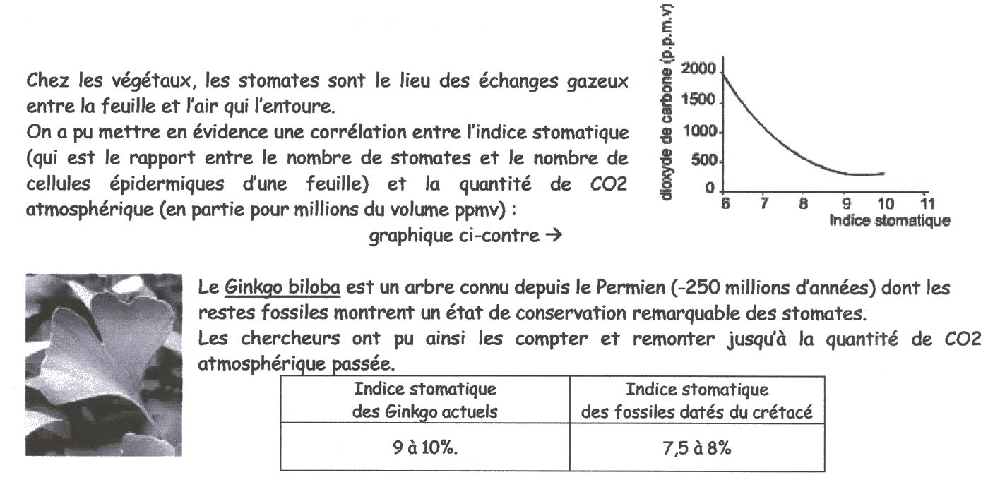 Chez les végétaux, les stomates sont le lieu des échanges gazeux
entre la feuille et l'air qui l'entoure.
On a pu mettre en évidence une corrélation entre l'indice stomatique
(qui est le rapport entre le nombre de stomates et le nombre de
cellules épidermiques d'une feuille) et la quantité de CO2
atmosphérique (en partie pour millions du volume ppmv) :
graphique ci-contre →
dioxyde de carbone (p.p.m.v)
2000
1500
1000
500
0
6 7 8 9 10 11
Indice stomatique
Le Ginkgo biloba est un arbre connu depuis le Permien (-250 millions d'années) dont les
restes fossiles montrent un état de conservation remarquable des stomates.
Les chercheurs ont pu ainsi les compter et remonter jusqu'à la quantité de CO2
atmosphérique passée.
Indice stomatique
des Ginkgo actuels
Indice stomatique
des fossiles datés du crétacé
9 à 10%.
7,5 à 8%